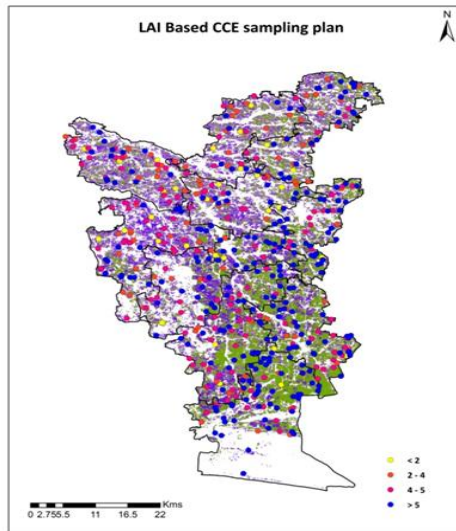 LAI Based CCE sampling plan
N
< 2
2 - 4
4 - 5
> 5
Kms
0 2.755.5 11 16.5 22